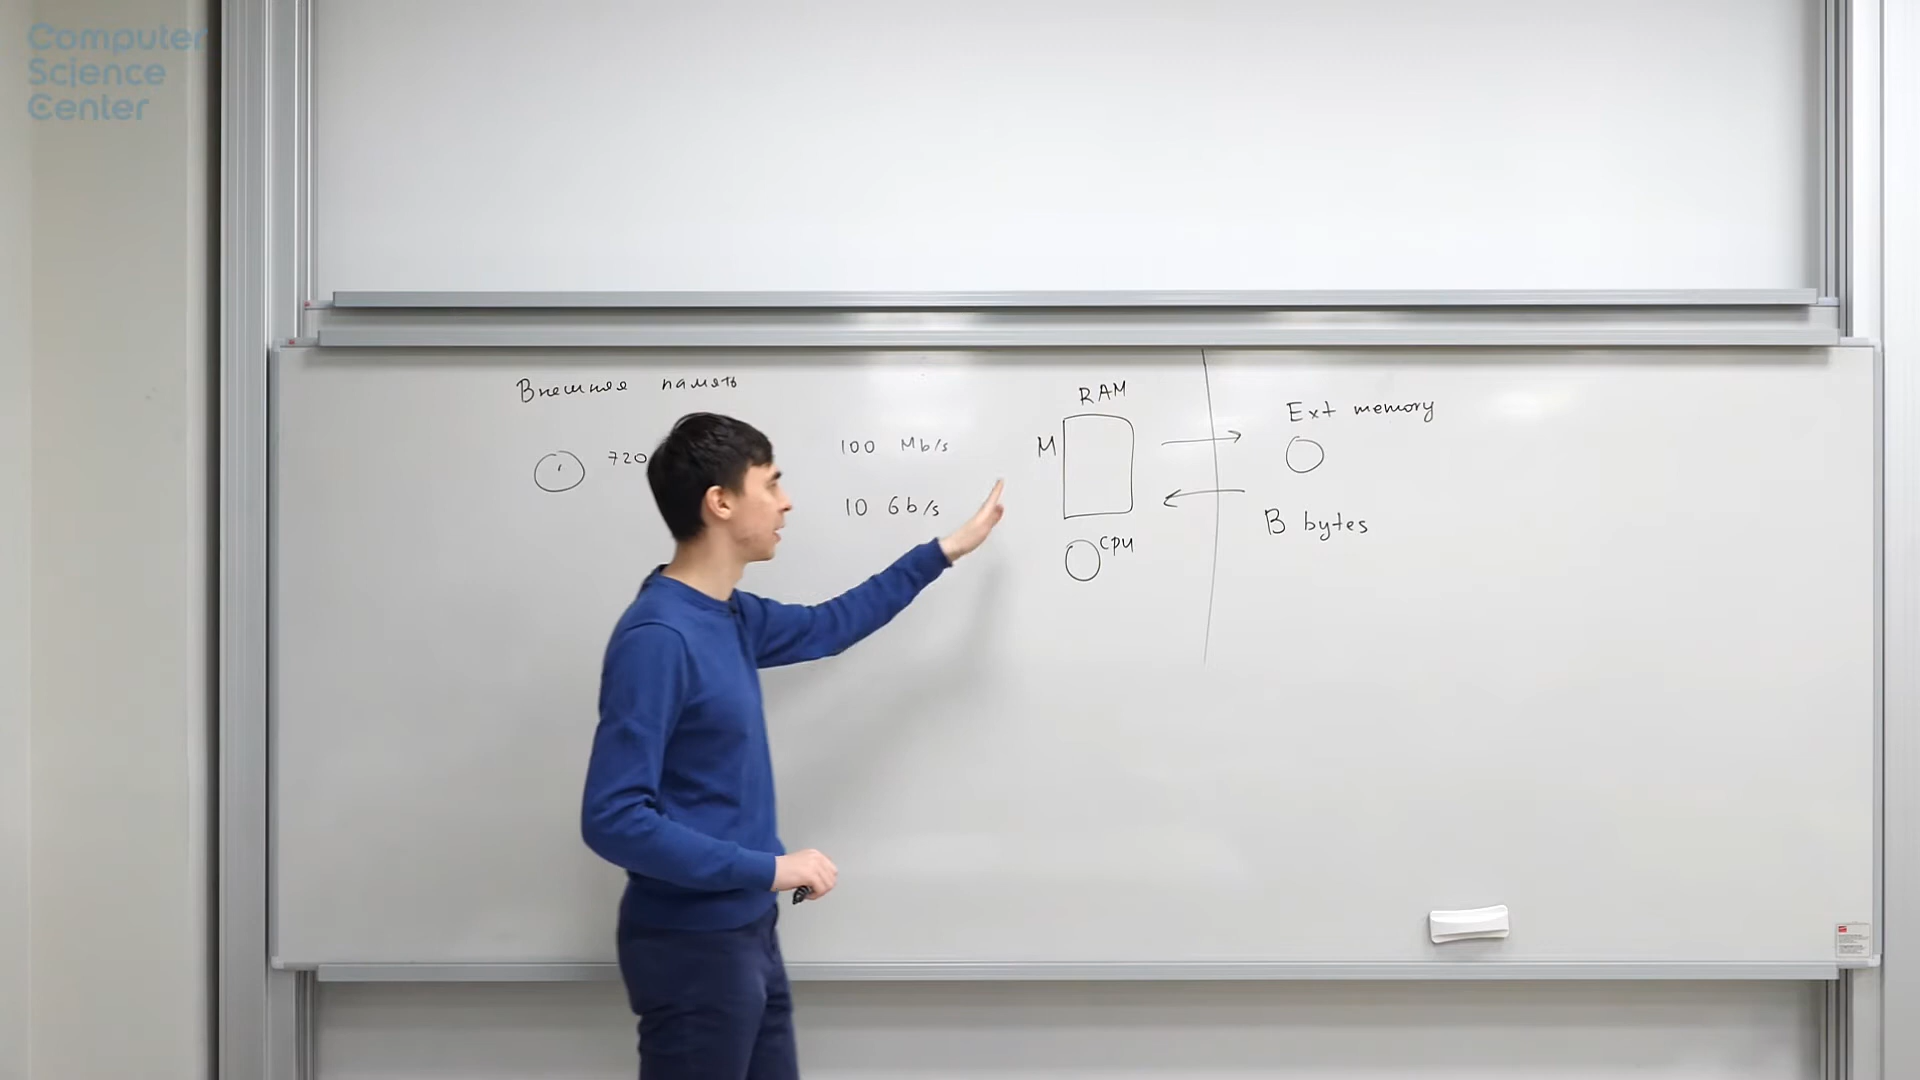 Computer
Science
Center
Внешняя память
720
100 Mb/s
10 Gb/s
RAM
M
CPU
Ext memory
B bytes